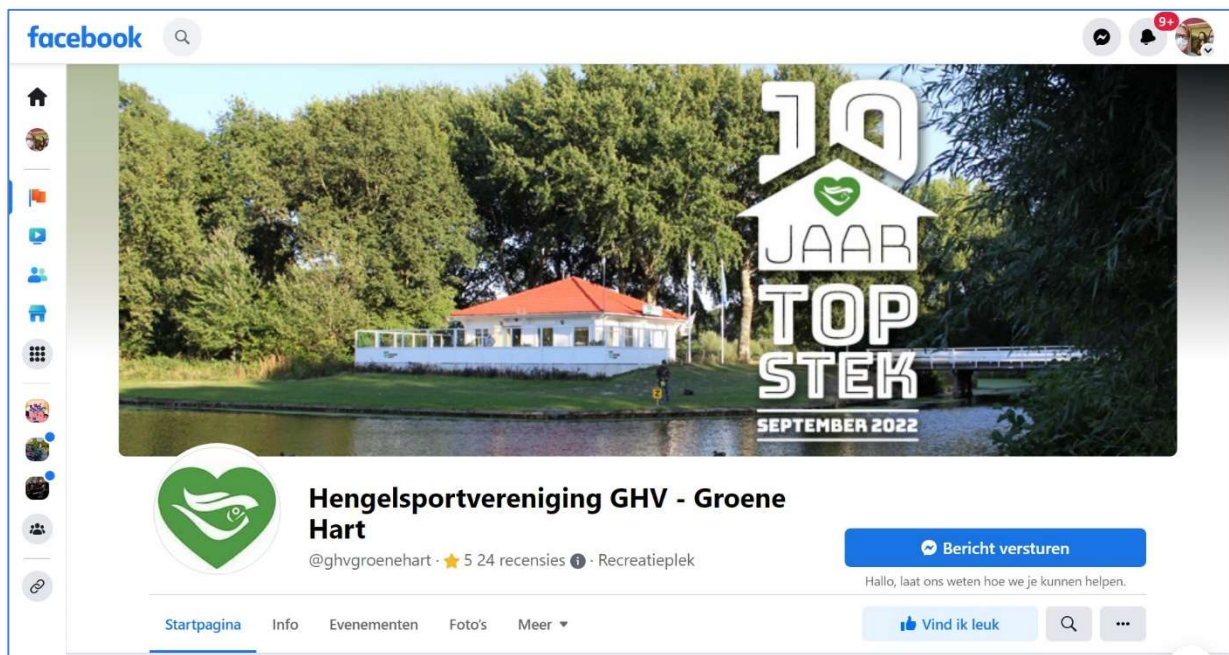 facebook
9+
10
JAAR
TOP
STEK
SEPTEMBER 2022
Hengelsportvereniging GHV - Groene
Hart
@ghvgroenehart · ⭐ 5 24 recensies · Recreatieplek
Bericht versturen
Hallo, laat ons weten hoe we je kunnen helpen.
Startpagina Info Evenementen Foto's Meer
Vind ik leuk